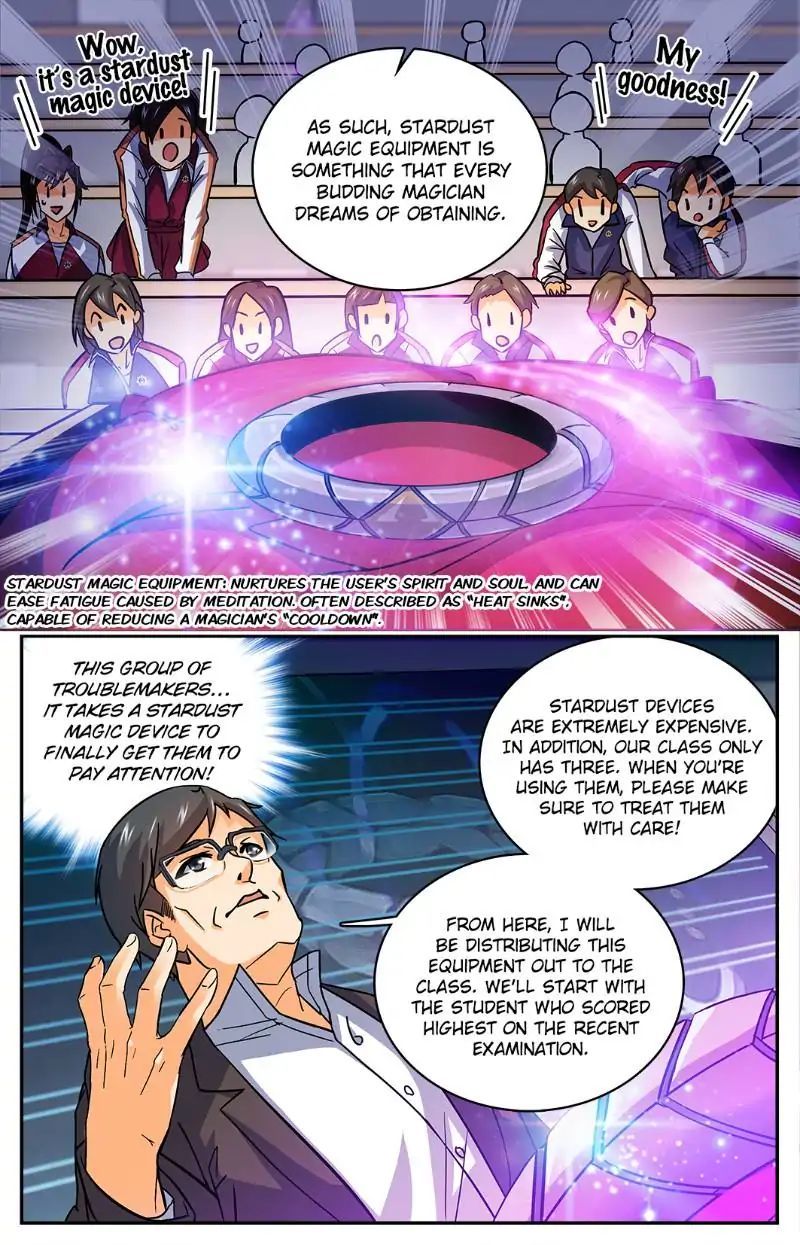 Wow,
it's a stardust
magic device!
AS SUCH, STARDUST
MAGIC EQUIPMENT IS
SOMETHING THAT EVERY
BUDDING MAGICIAN
DREAMS OF OBTAINING.
My
goodness!
STARDUST MAGIC EQUIPMENT: NURTURES THE USER'S SPIRIT AND SOUL AND CAN
EASE FATIGUE CAUSED BY MEDITATION. OFTEN DESCRIBED AS "HEAT SINKS",
CAPABLE OF REDUCING A MAGICIAN'S "COOLDOWN".
THIS GROUP OF
TROUBLEMAKERS...
IT TAKES A STARDUST
MAGIC DEVICE TO
FINALLY GET THEM TO
PAY ATTENTION!
STARDUST DEVICES
ARE EXTREMELY EXPENSIVE.
IN ADDITION, OUR CLASS ONLY
HAS THREE. WHEN YOU'RE
USING THEM, PLEASE MAKE
SURE TO TREAT THEM
WITH CARE!
FROM HERE, I WILL
BE DISTRIBUTING THIS
EQUIPMENT OUT TO THE
CLASS. WE'LL START WITH
THE STUDENT WHO SCORED
HIGHEST ON THE RECENT
EXAMINATION.